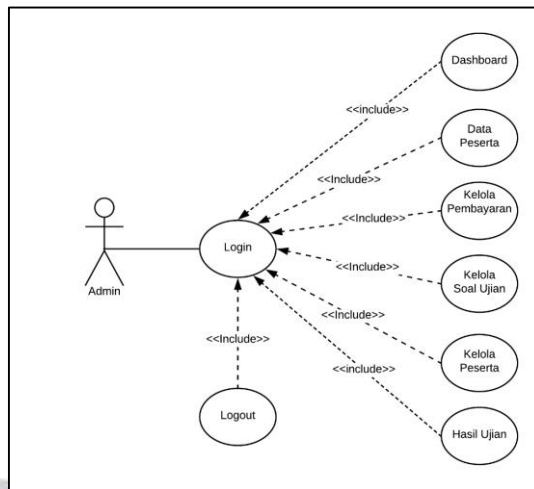 Dashboard
<<include>>
Data
Peserta
<<Include>>
Kelola
Pembayaran
<<Include>>
Login
Admin
<<Include>>
Kelola
Soal Ujian
<<Include>>
Kelola
Peserta
<<Include>>
<<include>>
Logout
Hasil Ujian